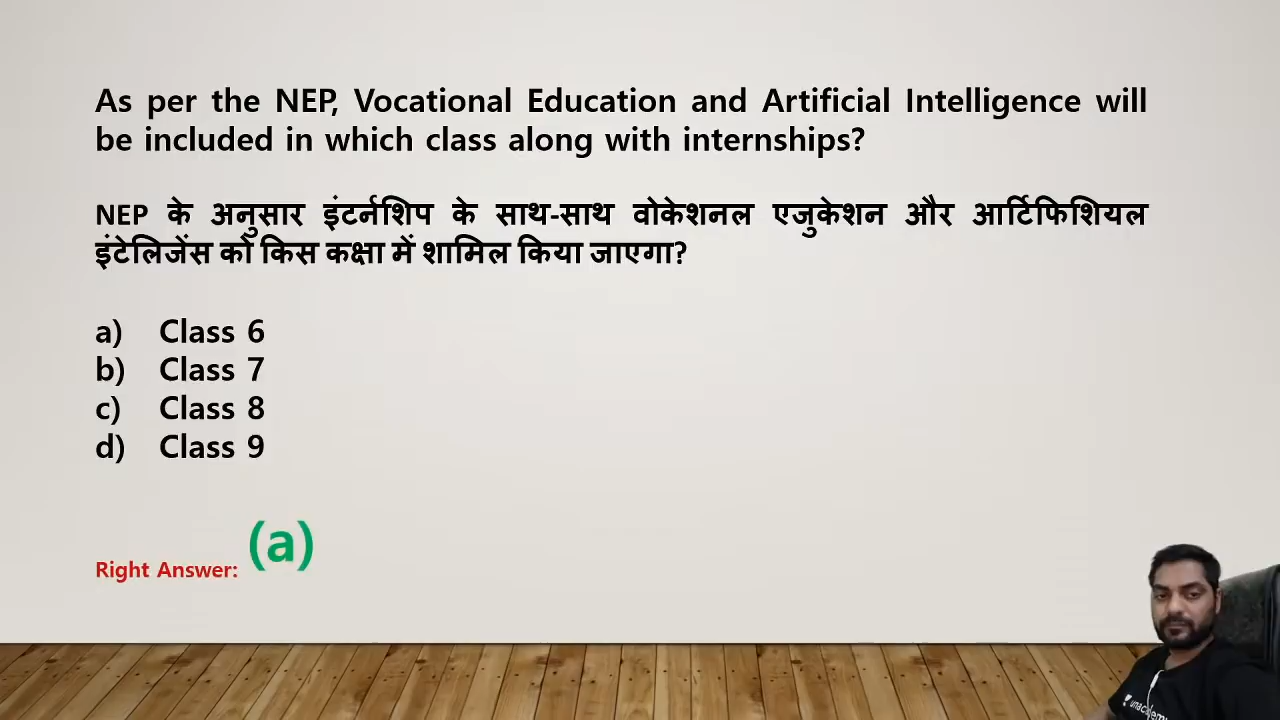 As per the NEP, Vocational Education and Artificial Intelligence will
be included in which class along with internships?
NEP के अनुसार इंटर्नशिप के साथ-साथ वोकेशनल एजुकेशन और आर्टिफिशियल
इंटेलिजेंस को किस कक्षा में शामिल किया जाएगा?
a) Class 6
b) Class 7
c) Class 8
d) Class 9
Right Answer: (a)
unacademy